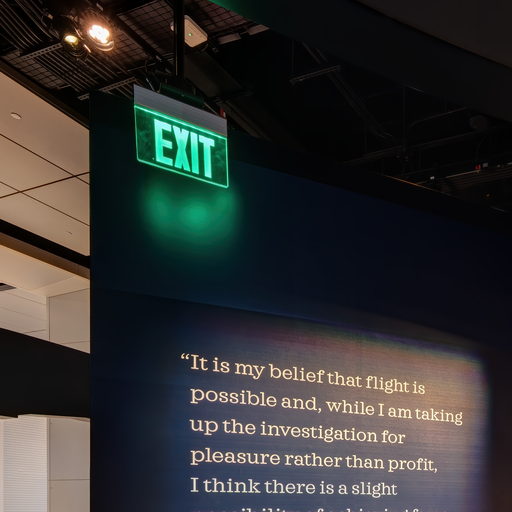 EXIT
“It is my belief that flight is
possible and, while I am taking
up the investigation for
pleasure rather than profit,
I think there is a slight